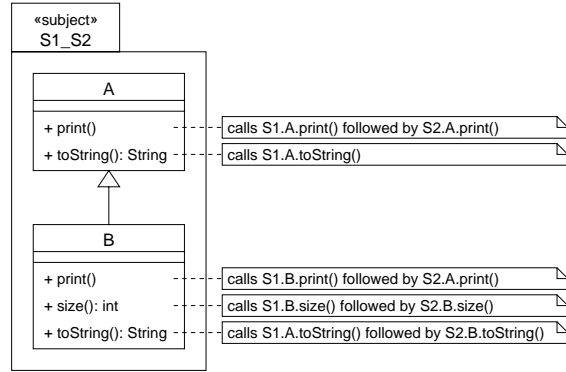 «subject»
S1_S2
A
+ print()
calls S1.A.print() followed by S2.A.print()
+ toString(): String
calls S1.A.toString()
B
+ print()
calls S1.B.print() followed by S2.A.print()
+ size(): int
calls S1.B.size() followed by S2.B.size()
+ toString(): String
calls S1.A.toString() followed by S2.B.toString()